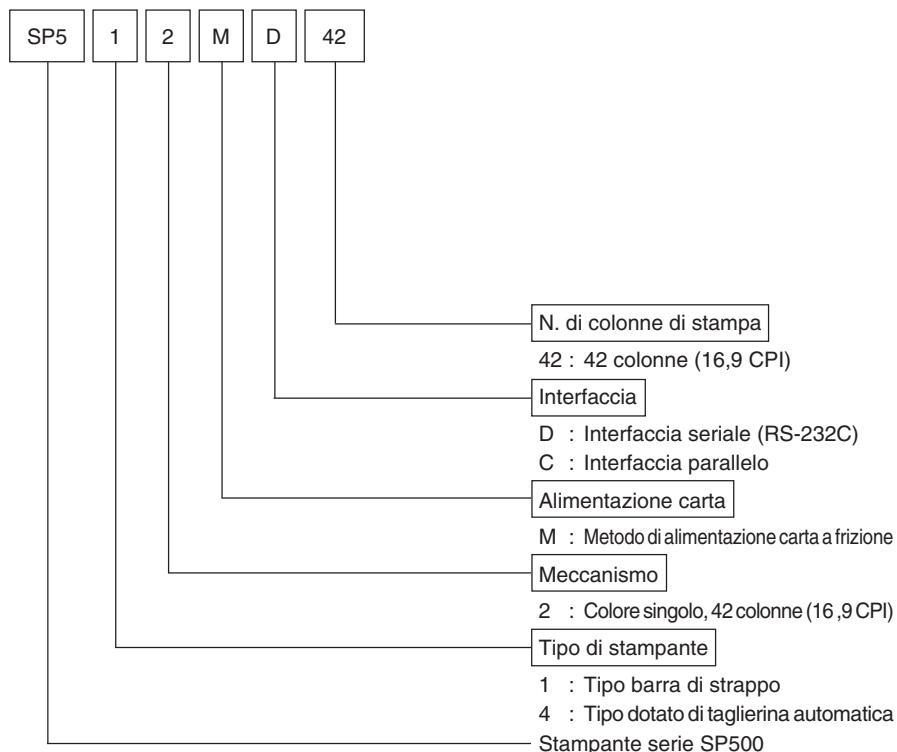 SP5 1 2 M D 42
N. di colonne di stampa
42 : 42 colonne (16,9 CPI)
Interfaccia
D : Interfaccia seriale (RS-232C)
C : Interfaccia parallelo
Alimentazione carta
M : Metodo di alimentazione carta a frizione
Meccanismo
2 : Colore singolo, 42 colonne (16 ,9 CPI)
Tipo di stampante
1 : Tipo barra di strappo
4 : Tipo dotato di taglierina automatica
Stampante serie SP500